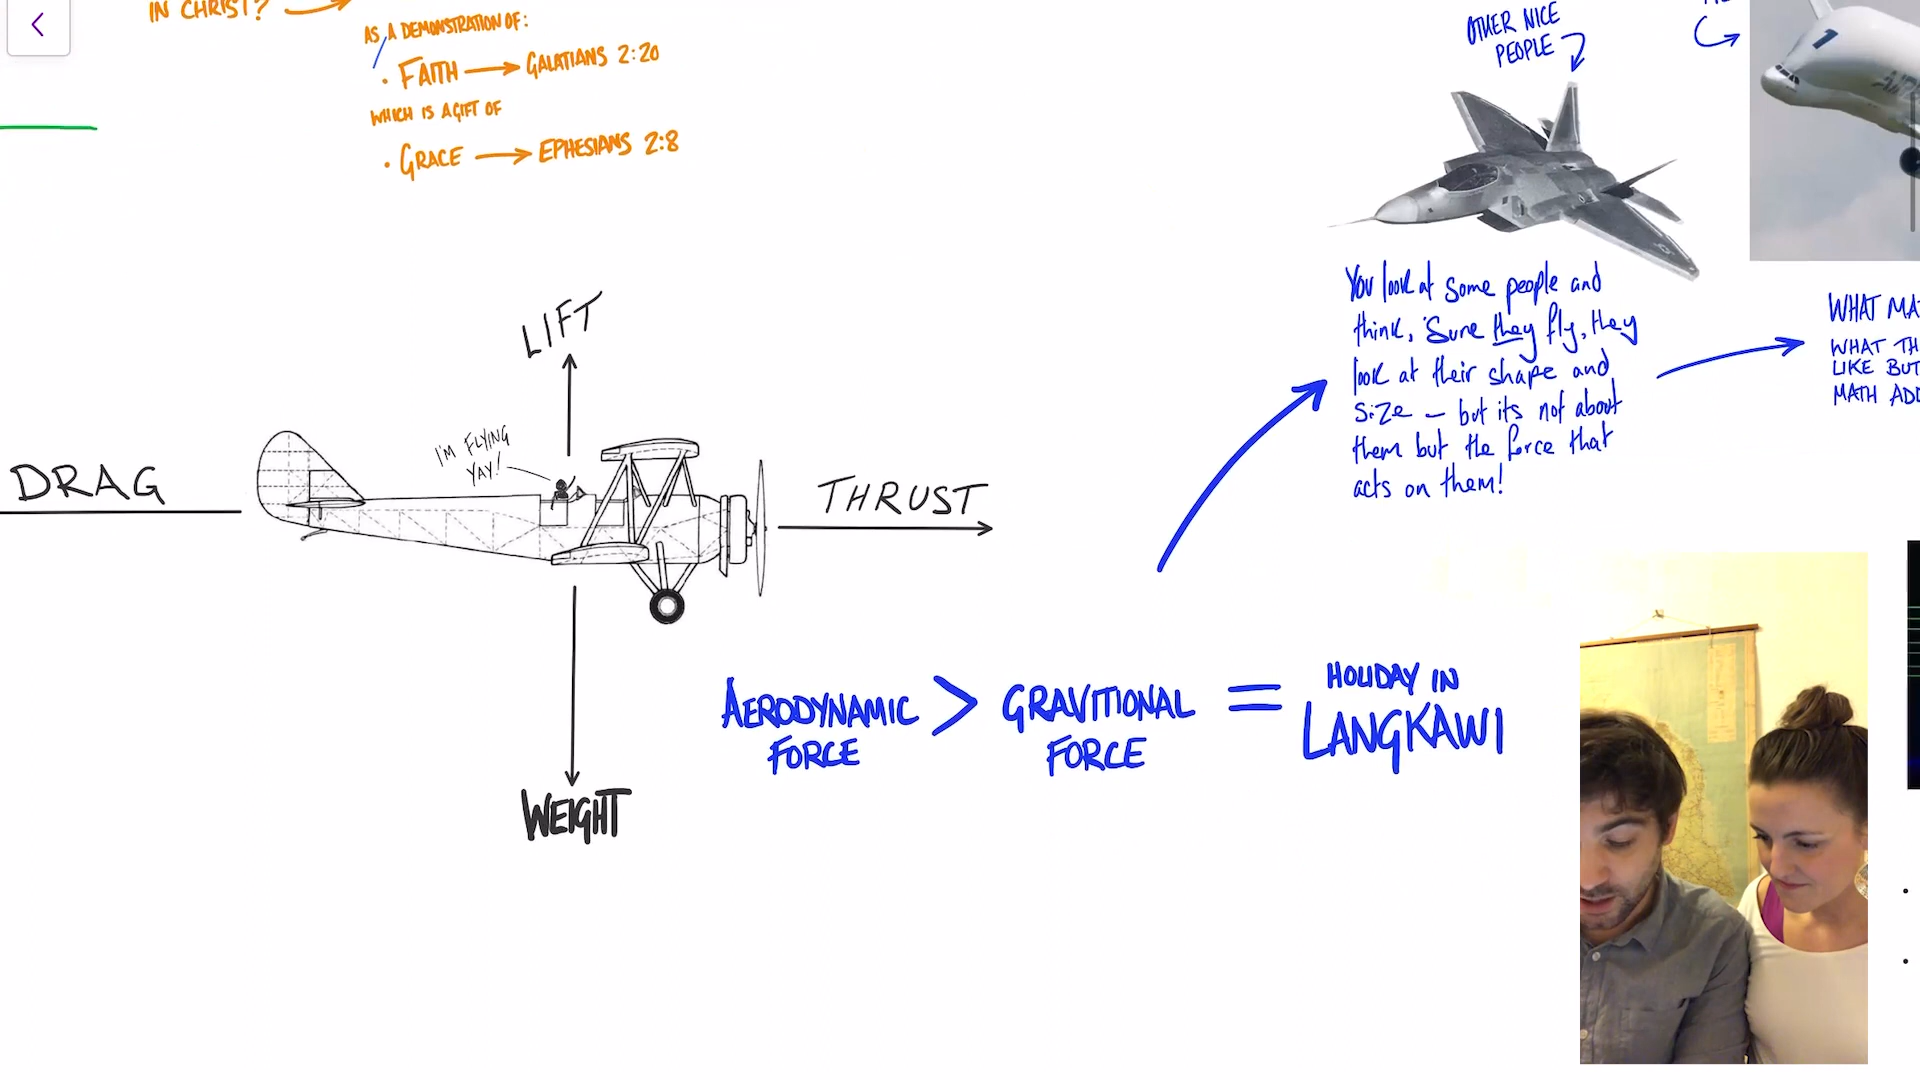 IN CHRIST?
AS A DEMONSTRATION OF:
• FAITH → GALATIANS 2:20
WHICH IS A GIFT OF
• GRACE → EPHESIANS 2:8
OTHER NICE
PEOPLE
1
LIFT
I'M FLYING
YAY!
DRAG
THRUST
WEIGHT
You look at some people and
think, 'Sure they fly, they
look at their shape and
size – but its not about
them but the force that
acts on them!
WHAT MA
WHAT TH
LIKE BUT
MATH ADD
AERODYNAMIC
FORCE
>
GRAVITIONAL
FORCE
=
HOLIDAY IN
LANGKAWI